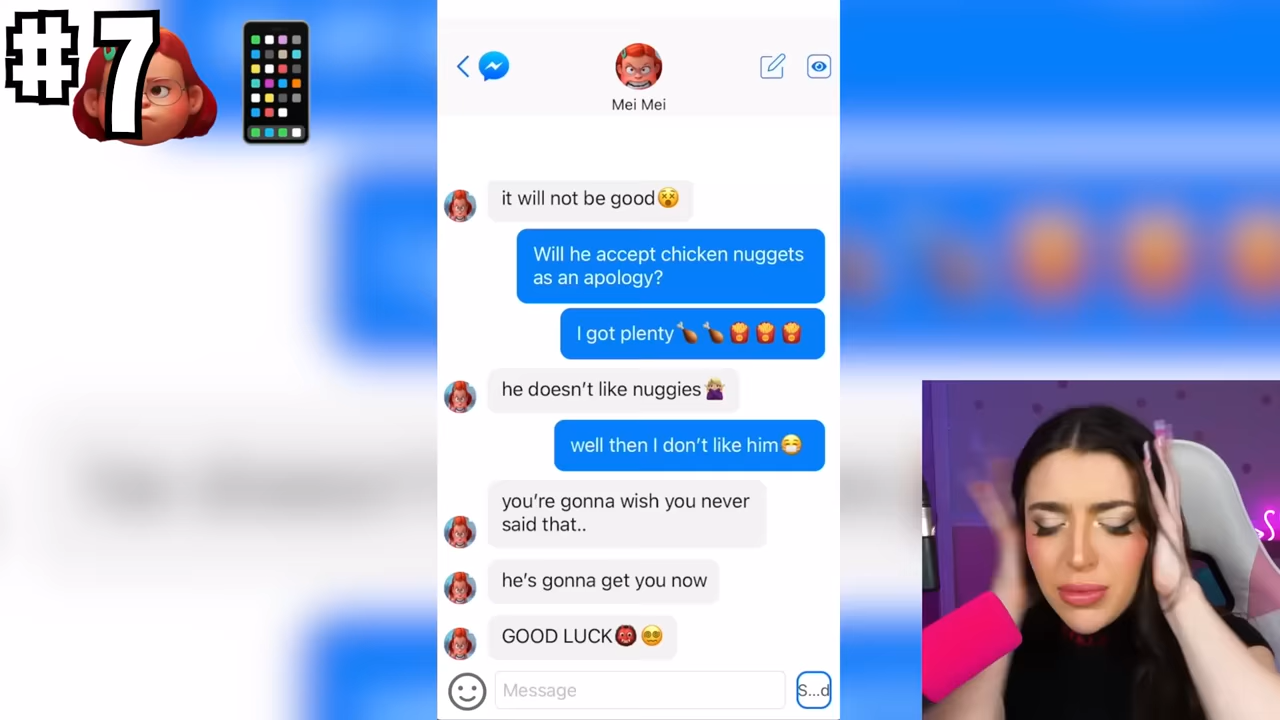 #7
Mei Mei
it will not be good😵
Will he accept chicken nuggets
as an apology?
I got plenty🍗🍗🍟🍟🍟
he doesn’t like nuggies🙅🏼‍♀️
well then I don’t like him😷
you’re gonna wish you never
said that..
he’s gonna get you now
GOOD LUCK👹😵‍💫
Message
S...d